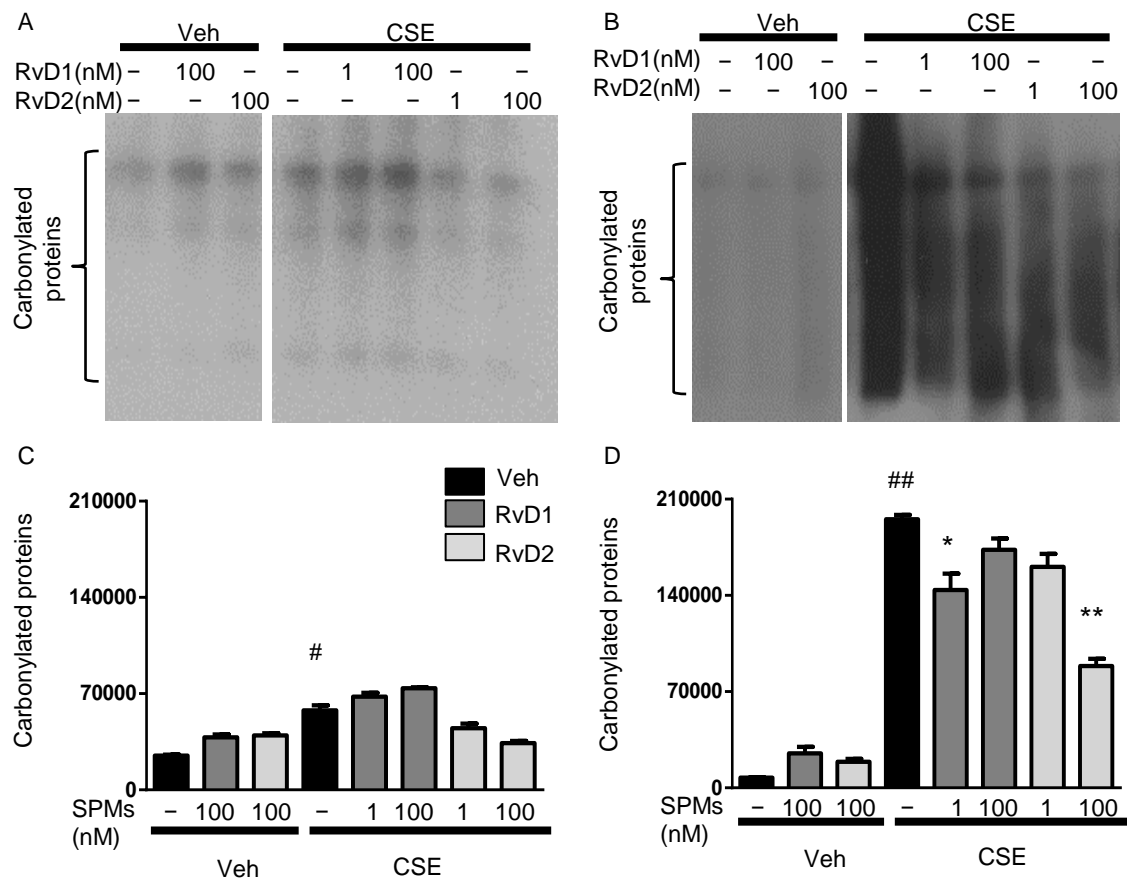 A
Veh
CSE
RvD1(nM) – 100 – 1 100 – –
RvD2(nM) – 100 – 1 100
Carbonylated
proteins
B
Veh
CSE
RvD1(nM) – 100 – 1 100 – –
RvD2(nM) – – 100 – – – 1 100
Carbonylated
proteins
C
Veh
RvD1
RvD2
Carbonylated proteins
210000
140000
70000
0
#
SPMs
(nM)
– 100 100 – 1 100 1 100
Veh
CSE
D
Carbonylated proteins
210000
140000
70000
0
##
*
**
SPMs
(nM)
– 100 100 – 1 100 1 100
Veh
CSE